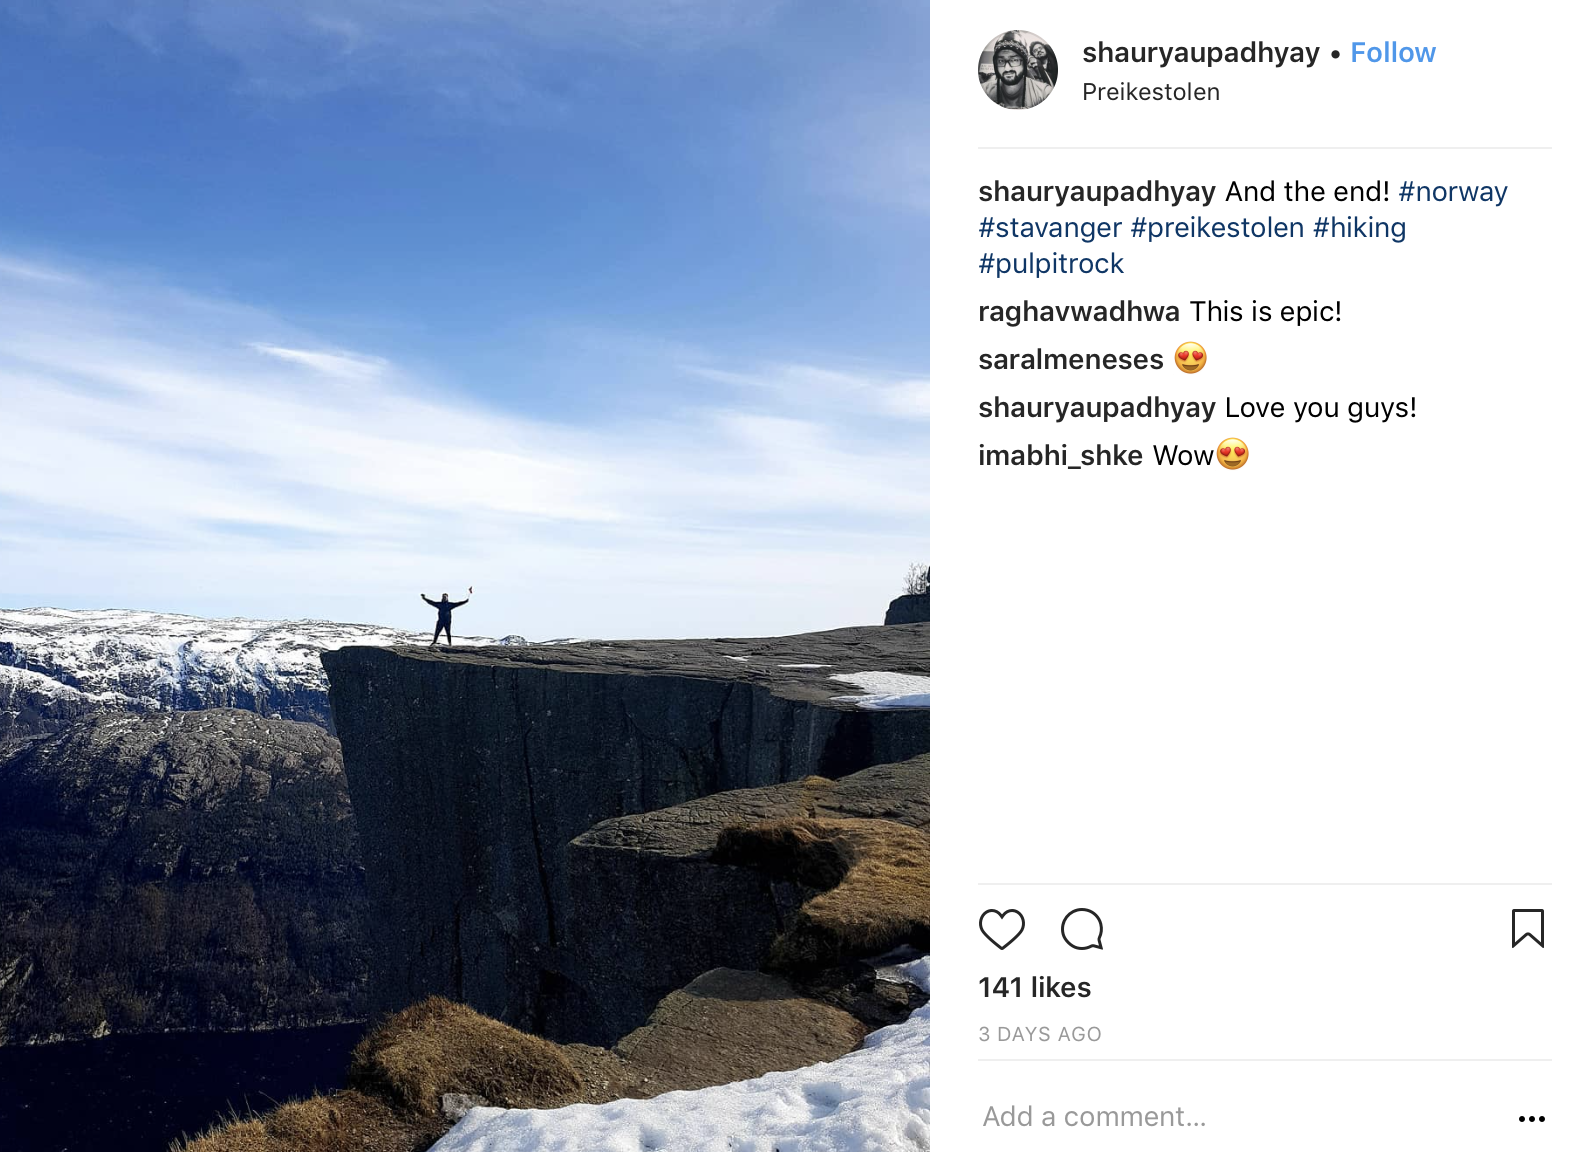 shauryaupadhyay • Follow
Preikestolen
shauryaupadhyay And the end! #norway
#stavanger #preikestolen #hiking
#pulpitrock
raghavwadhwa This is epic!
saralmeneses 😍
shauryaupadhyay Love you guys!
imabhi_shke Wow😍
141 likes
3 DAYS AGO
Add a comment...